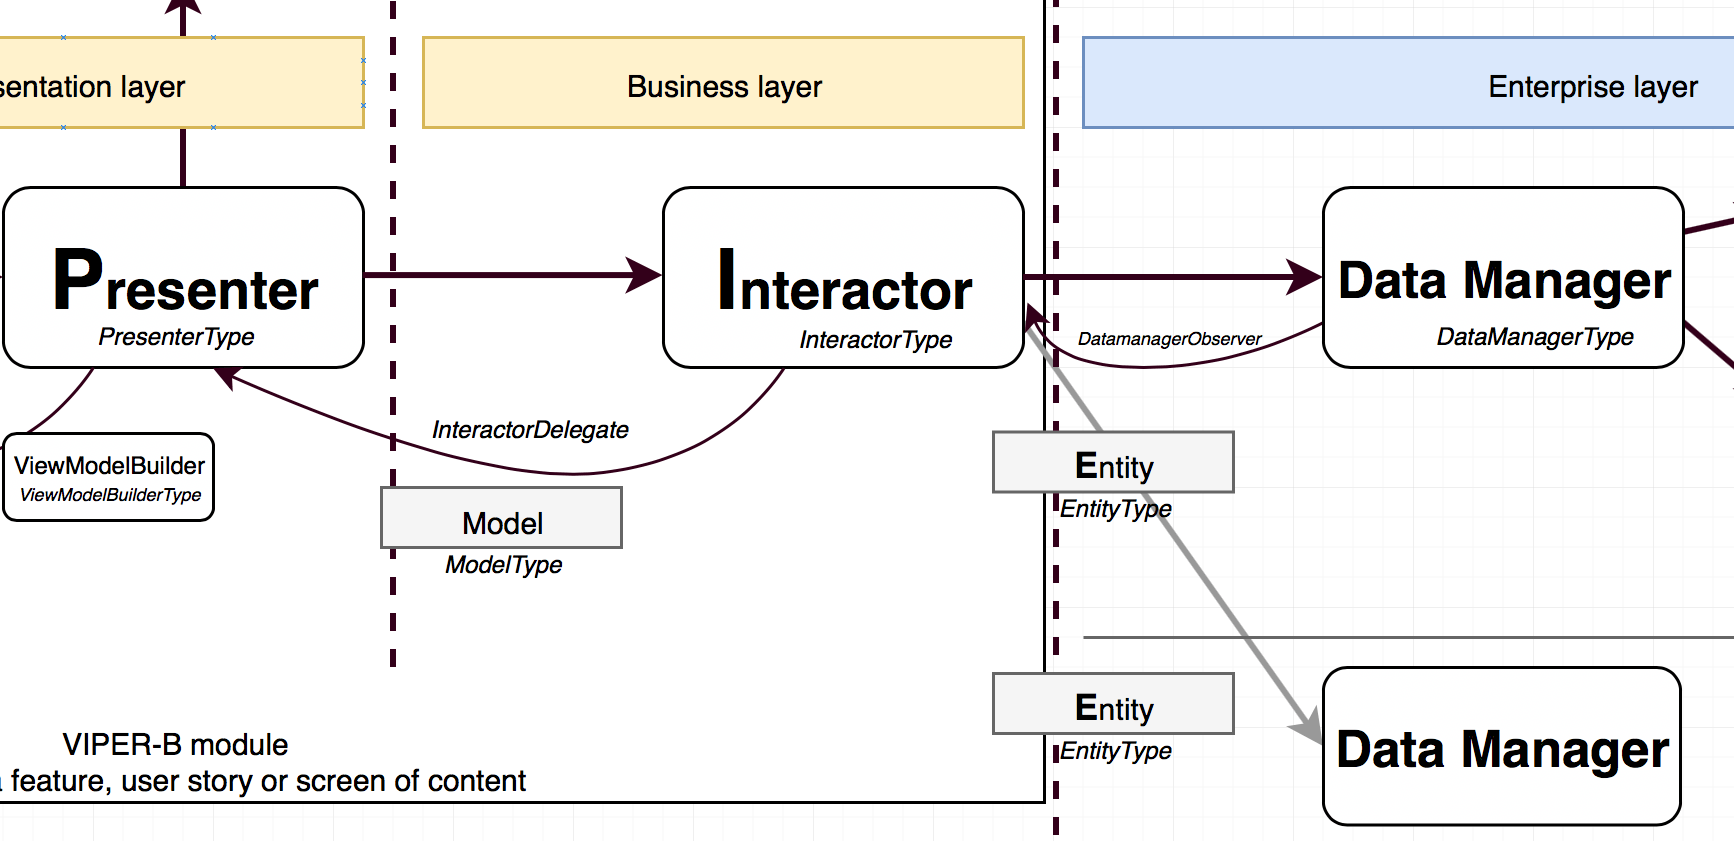 sentation layer
Business layer
Enterprise layer
Presenter
PresenterType
Interactor
InteractorType
Data Manager
DataManagerType
DatamanagerObserver
InteractorDelegate
ViewModelBuilder
ViewModelBuilderType
Model
ModelType
Entity
EntityType
Entity
EntityType
Data Manager
VIPER-B module
feature, user story or screen of content